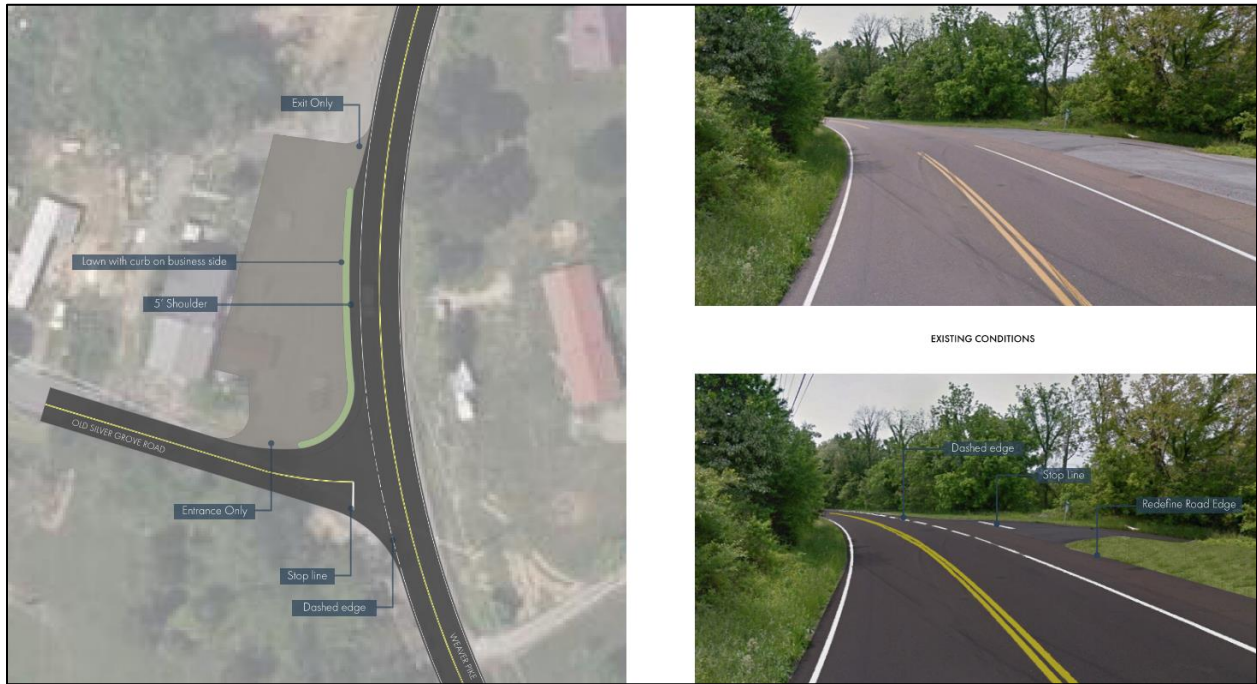 Exit Only
Lawn with curb on business side
5' Shoulder
OLD SILVER GROVE ROAD
Entrance Only
Stop line
Dashed edge
WEAVER PIKE
EXISTING CONDITIONS
Dashed edge
Stop Line
Redefine Road Edge